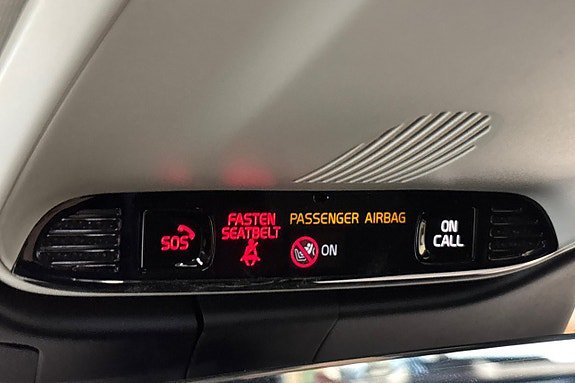 SOS
FASTEN
SEATBELT
PASSENGER AIRBAG
ON
ON
CALL